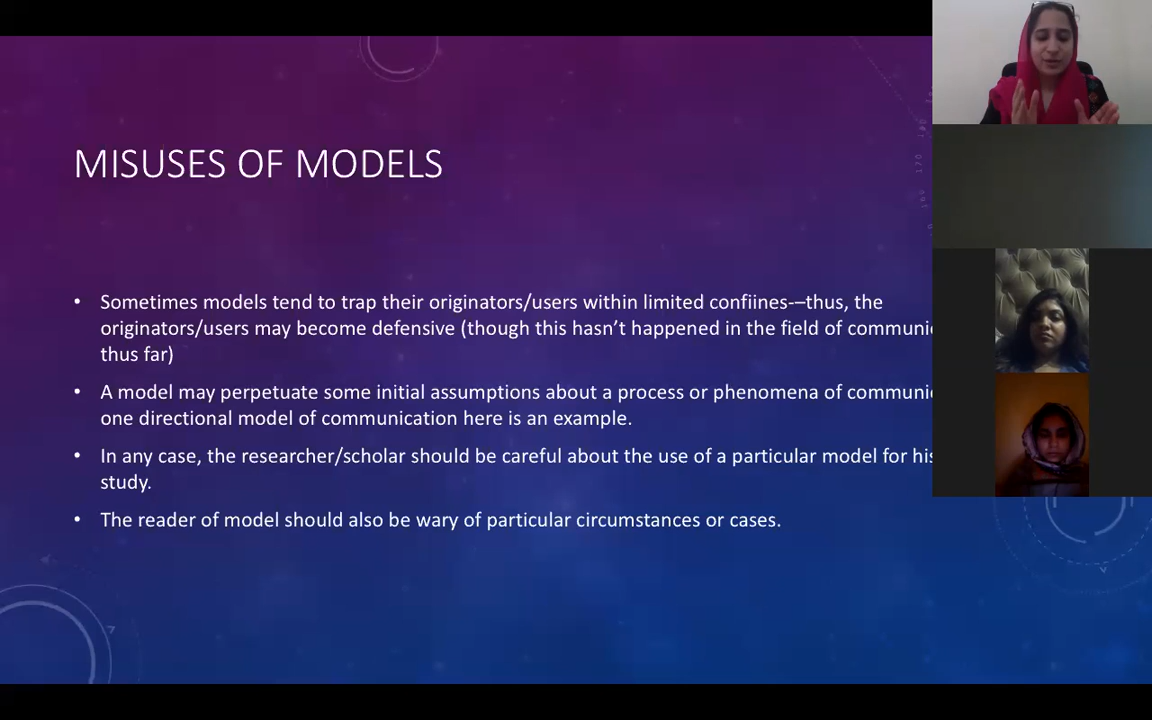 MISUSES OF MODELS
• Sometimes models tend to trap their originators/users within limited confiines-–thus, the
originators/users may become defensive (though this hasn’t happened in the field of communic
thus far)
• A model may perpetuate some initial assumptions about a process or phenomena of communic
one directional model of communication here is an example.
• In any case, the researcher/scholar should be careful about the use of a particular model for his
study.
• The reader of model should also be wary of particular circumstances or cases.